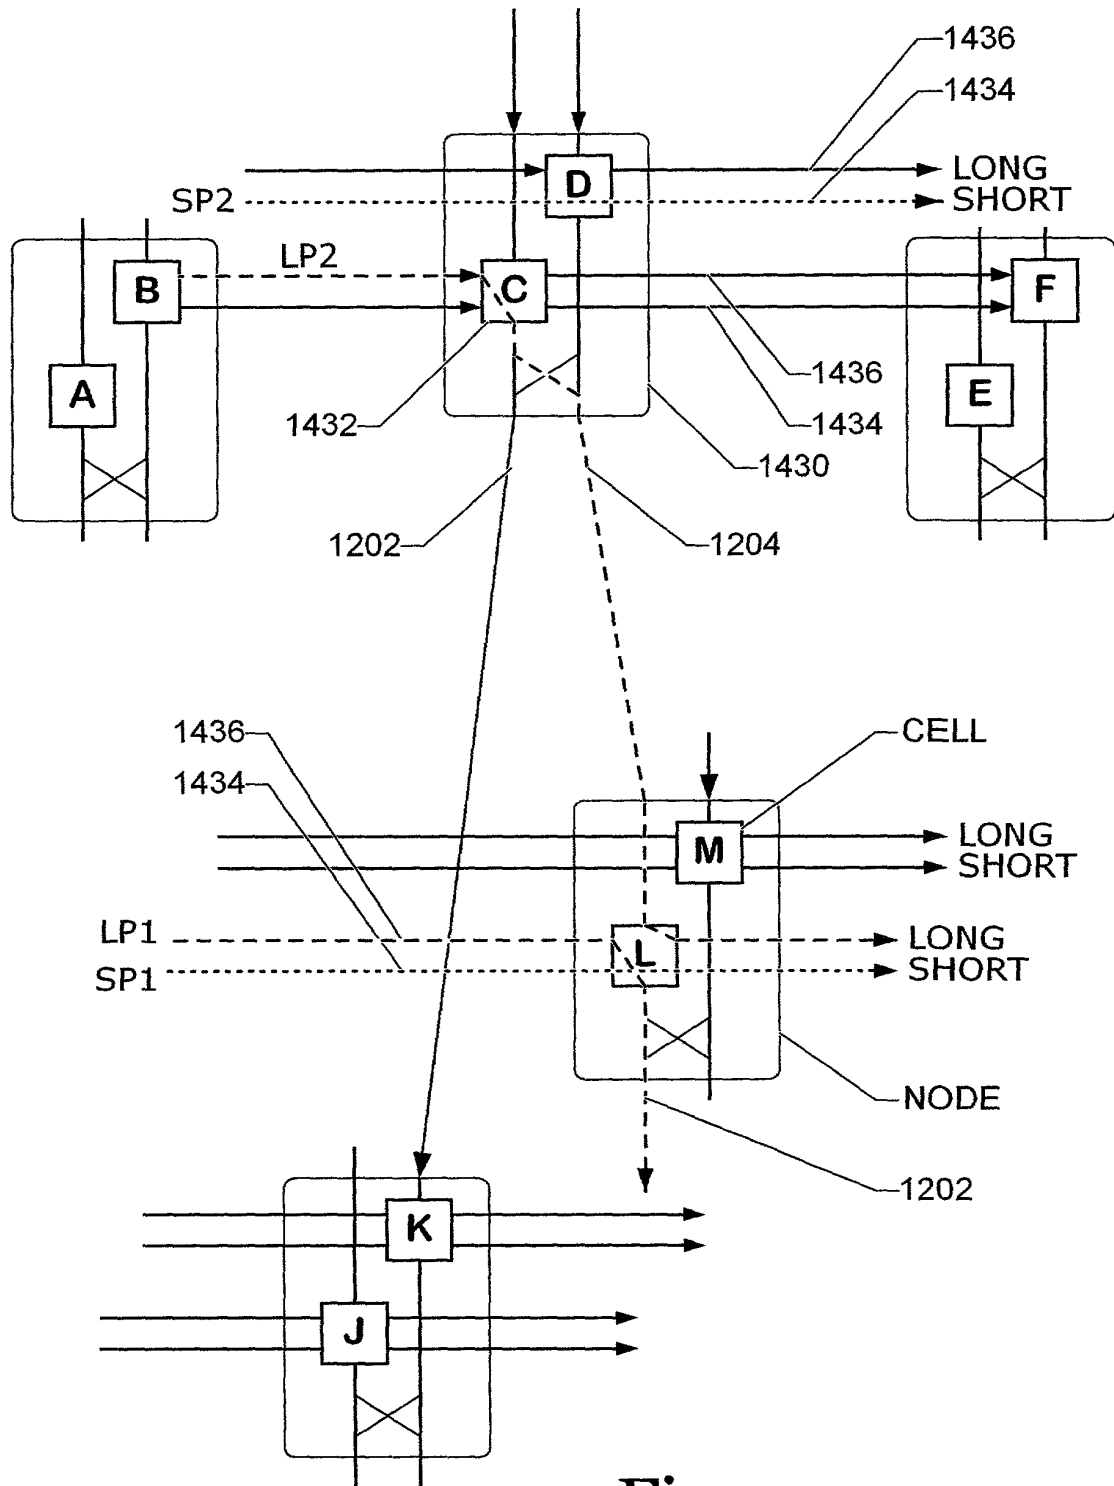 1436
1434
D
LONG
SP2
SHORT
LP2
B
C
F
1436
A
E
1432
1434
1430
1202
1204
1436
CELL
1434
M
LONG
SHORT
LP1
L
LONG
SP1
SHORT
NODE
1202
K
J